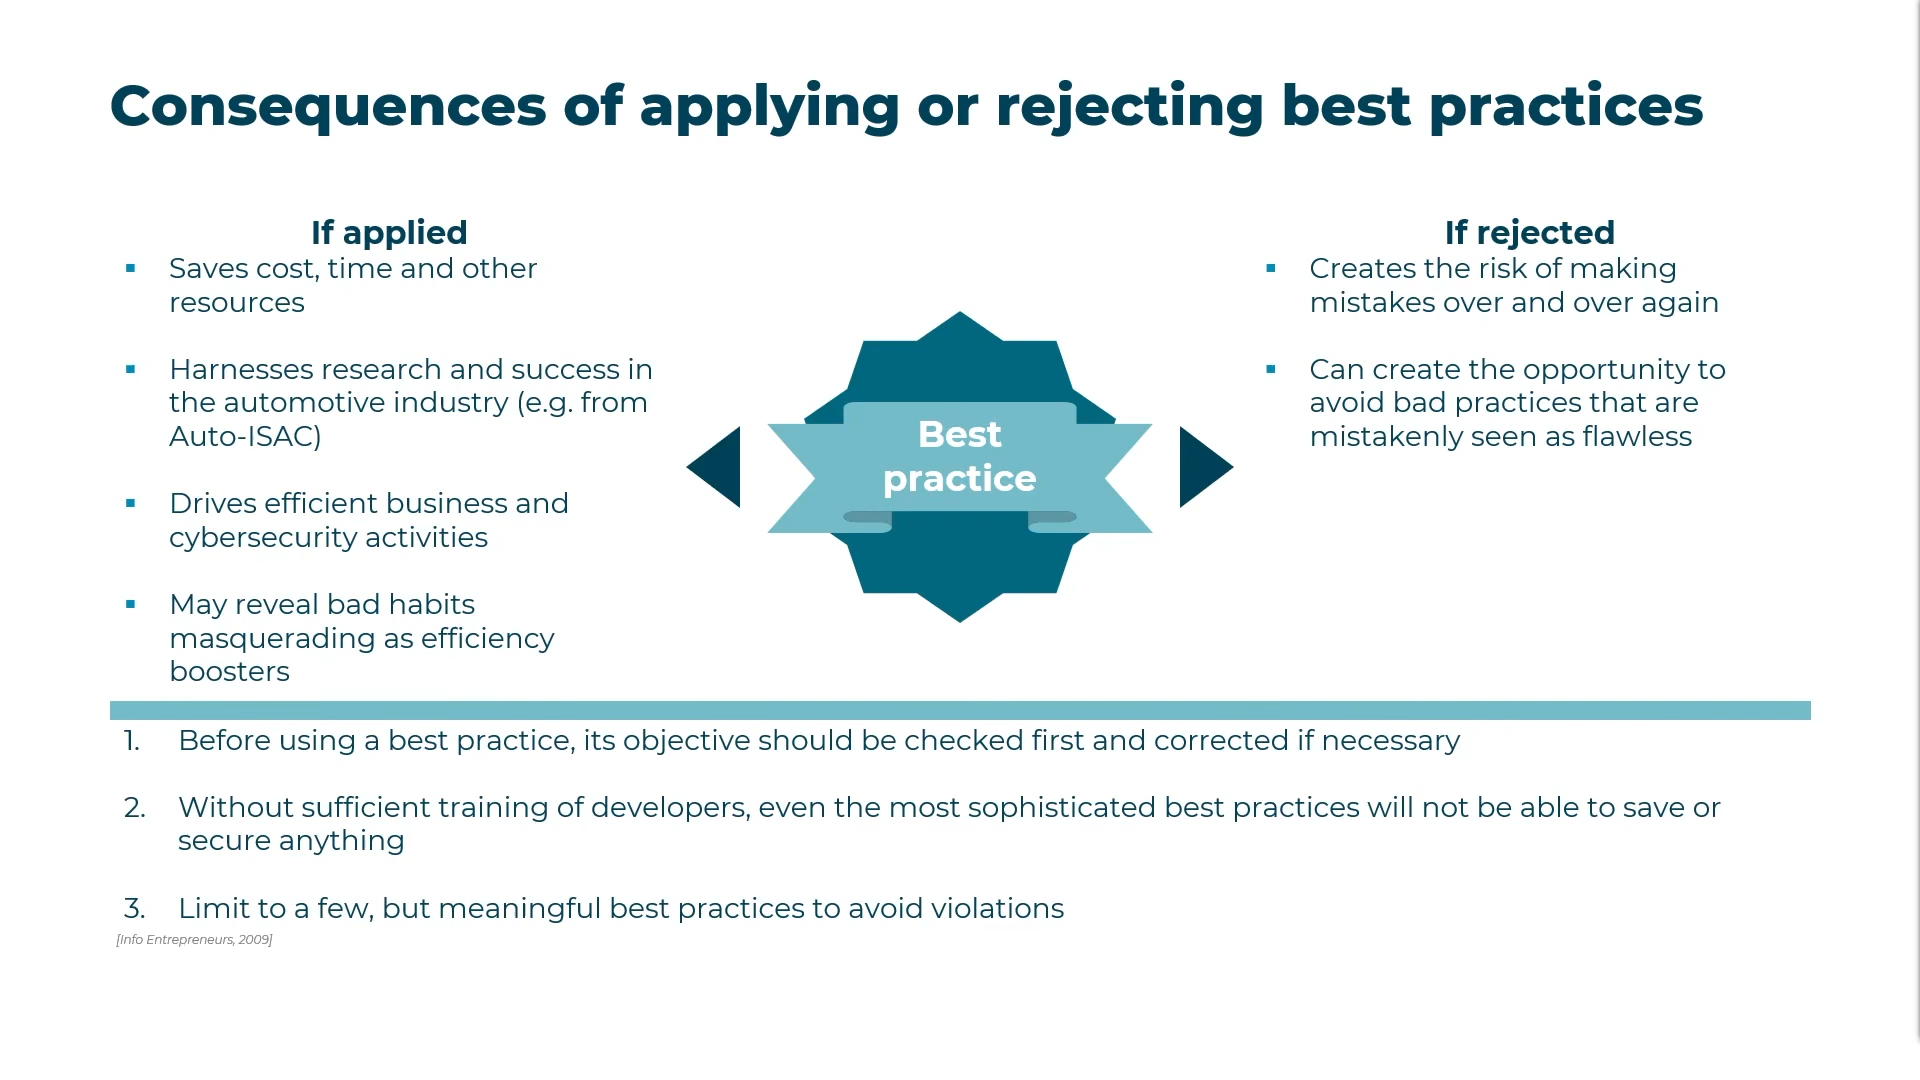 Consequences of applying or rejecting best practices
If applied
▪ Saves cost, time and other
resources
▪ Harnesses research and success in
the automotive industry (e.g. from
Auto-ISAC)
▪ Drives efficient business and
cybersecurity activities
▪ May reveal bad habits
masquerading as efficiency
boosters
Best
practice
If rejected
▪ Creates the risk of making
mistakes over and over again
▪ Can create the opportunity to
avoid bad practices that are
mistakenly seen as flawless
1. Before using a best practice, its objective should be checked first and corrected if necessary
2. Without sufficient training of developers, even the most sophisticated best practices will not be able to save or
secure anything
3. Limit to a few, but meaningful best practices to avoid violations
[Info Entrepreneurs, 2009]